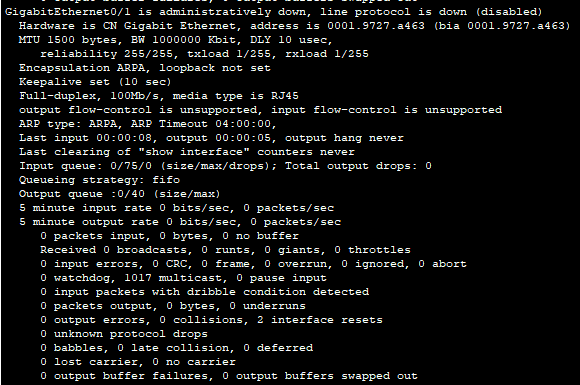 GigabitEthernet0/1 is administratively down, line protocol is down (disabled)
Hardware is CN Gigabit Ethernet, address is 0001.9727.a463 (bia 0001.9727.a463)
MTU 1500 bytes, BW 1000000 Kbit, DLY 10 usec,
reliability 255/255, txload 1/255, rxload 1/255
Encapsulation ARPA, loopback not set
Keepalive set (10 sec)
Full-duplex, 100Mb/s, media type is RJ45
output flow-control is unsupported, input flow-control is unsupported
ARP type: ARPA, ARP Timeout 04:00:00,
Last input 00:00:08, output 00:00:05, output hang never
Last clearing of "show interface" counters never
Input queue: 0/75/0 (size/max/drops); Total output drops: 0
Queueing strategy: fifo
Output queue :0/40 (size/max)
5 minute input rate 0 bits/sec, 0 packets/sec
5 minute output rate 0 bits/sec, 0 packets/sec
0 packets input, 0 bytes, 0 no buffer
Received 0 broadcasts, 0 runts, 0 giants, 0 throttles
0 input errors, 0 CRC, 0 frame, 0 overrun, 0 ignored, 0 abort
0 watchdog, 1017 multicast, 0 pause input
0 input packets with dribble condition detected
0 packets output, 0 bytes, 0 underruns
0 output errors, 0 collisions, 2 interface resets
0 unknown protocol drops
0 babbles, 0 late collision, 0 deferred
0 lost carrier, 0 no carrier
0 output buffer failures, 0 output buffers swapped out